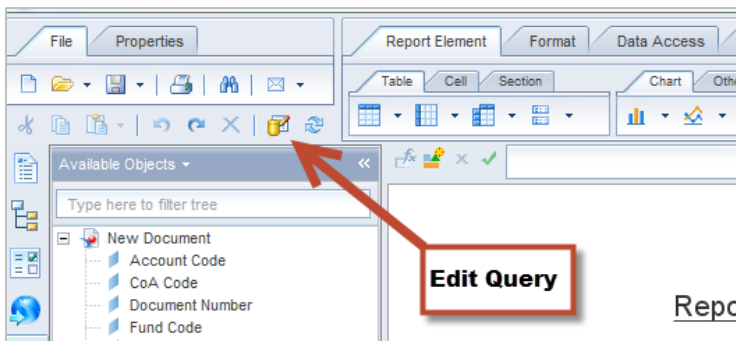 File Properties
Report Element Format Data Access
Table Cell Section Chart
Available Objects
Type here to filter tree
New Document
Account Code
CoA Code
Document Number
Fund Code
Edit Query